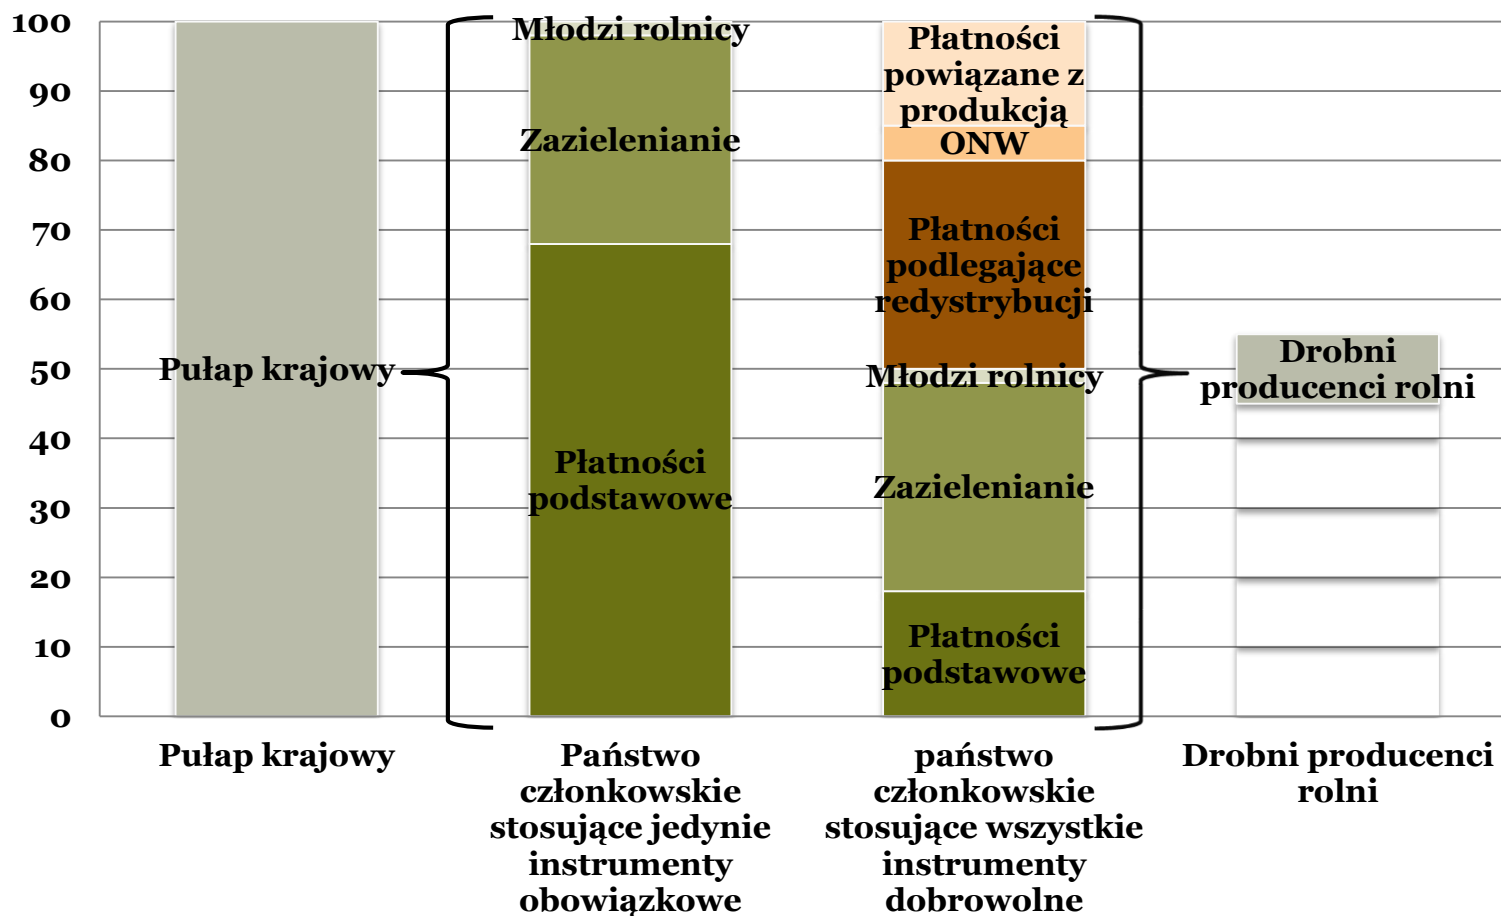 100
90
80
70
60
50
40
30
20
10
0
Pułap krajowy
Młodzi rolnicy
Zazielenianie
Płatności
podstawowe
Płatności
powiązane z
produkcją
ONW
Płatności
podlegające
redystrybucji
Młodzi rolnicy
Zazielenianie
Płatności
podstawowe
Drobni
producenci rolni
Pułap krajowy
Państwo
członkowskie
stosujące jedynie
instrumenty
obowiązkowe
państwo
członkowskie
stosujące wszystkie
instrumenty
dobrowolne
Drobni producenci
rolni